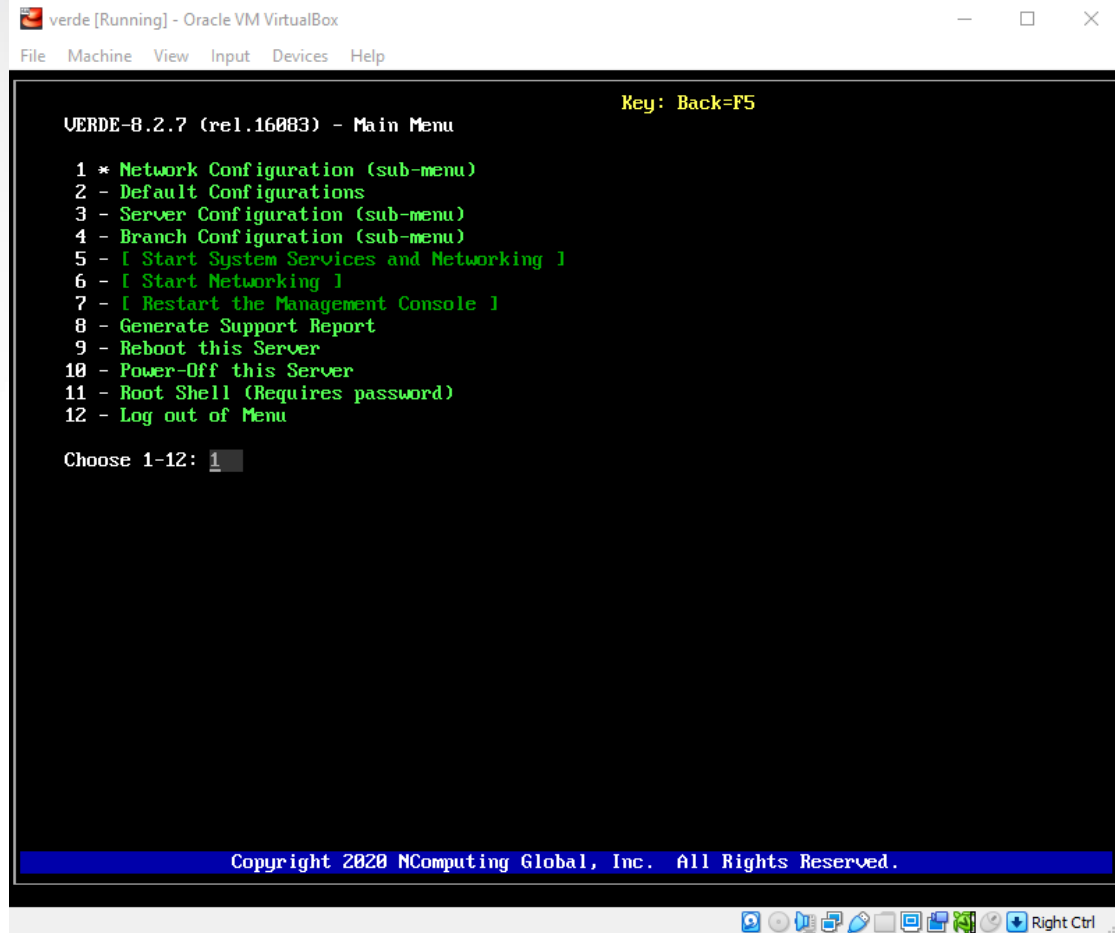 verde [Running] - Oracle VM VirtualBox
File Machine View Input Devices Help
Key: Back=F5
VERDE-8.2.7 (rel.16083) - Main Menu
1 * Network Configuration (sub-menu)
2 - Default Configurations
3 - Server Configuration (sub-menu)
4 - Branch Configuration (sub-menu)
5 - [ Start System Services and Networking ]
6 - [ Start Networking ]
7 - [ Restart the Management Console ]
8 - Generate Support Report
9 - Reboot this Server
10 - Power-Off this Server
11 - Root Shell (Requires password)
12 - Log out of Menu
Choose 1-12: 1
Copyright 2020 NComputing Global, Inc. All Rights Reserved.
Right Ctrl